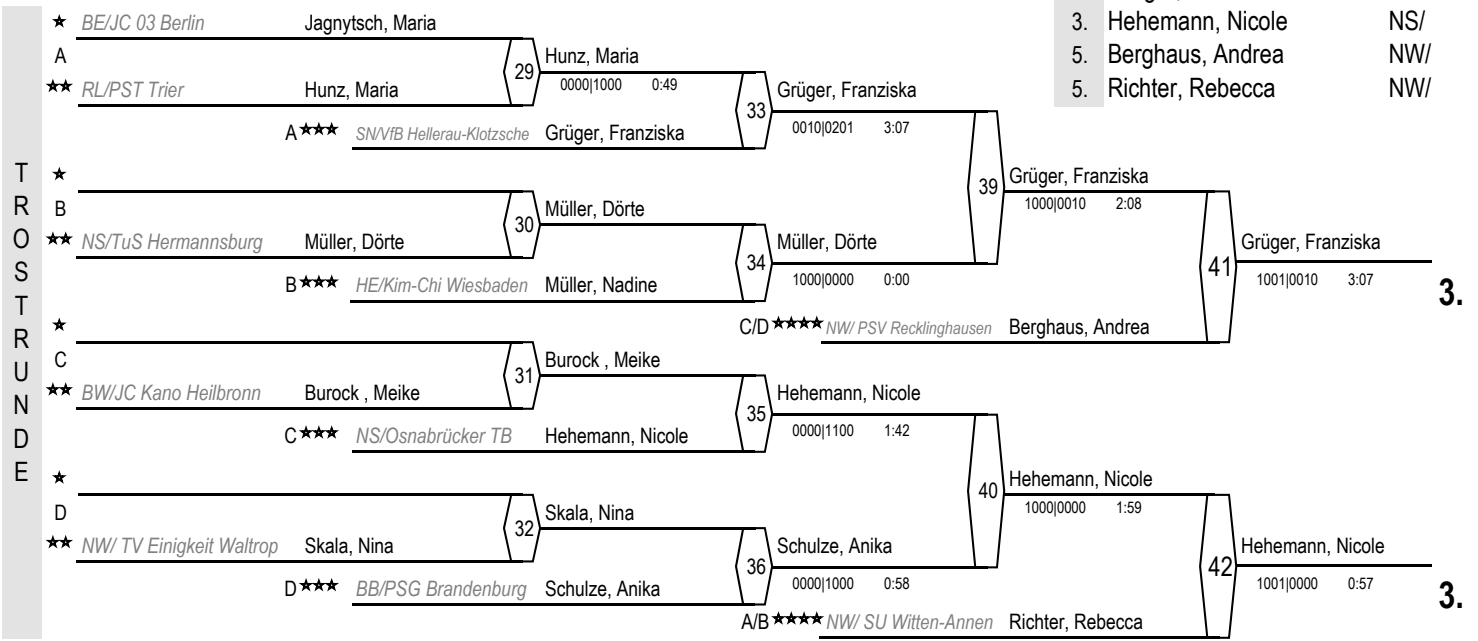 3. Hehemann, Nicole NS/
5. Berghaus, Andrea NW/
5. Richter, Rebecca NW/
TROSTRUNDE
BE/JC 03 Berlin Jagnytsch, Maria
A
29 Hunz, Maria
0000|1000 0:49
RL/PST Trier Hunz, Maria
33 Grüger, Franziska
0010|0201 3:07
A SN/VfB Hellerau-Klotzsche Grüger, Franziska
39 Grüger, Franziska
1000|0010 2:08
B
30 Müller, Dörte
NS/TuS Hermannsburg Müller, Dörte
34 Müller, Dörte
1000|0000 0:00
B HE/Kim-Chi Wiesbaden Müller, Nadine
41 Grüger, Franziska
1001|0010 3:07
3.
C/D NW/ PSV Recklinghausen Berghaus, Andrea
C
31 Burock , Meike
BW/JC Kano Heilbronn Burock , Meike
35 Hehemann, Nicole
0000|1100 1:42
C NS/Osnabrücker TB Hehemann, Nicole
40 Hehemann, Nicole
1000|0000 1:59
D
32 Skala, Nina
NW/ TV Einigkeit Waltrop Skala, Nina
36 Schulze, Anika
0000|1000 0:58
D BB/PSG Brandenburg Schulze, Anika
42 Hehemann, Nicole
1001|0000 0:57
3.
A/B NW/ SU Witten-Annen Richter, Rebecca